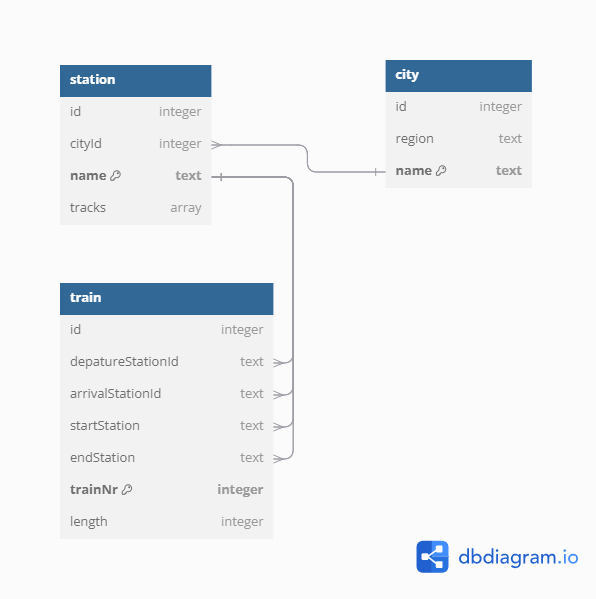 station
id integer
cityId integer
name text
tracks array
city
id integer
region text
name text
train
id integer
depatureStationId text
arrivalStationId text
startStation text
endStation text
trainNr integer
length integer
dbdiagram.io